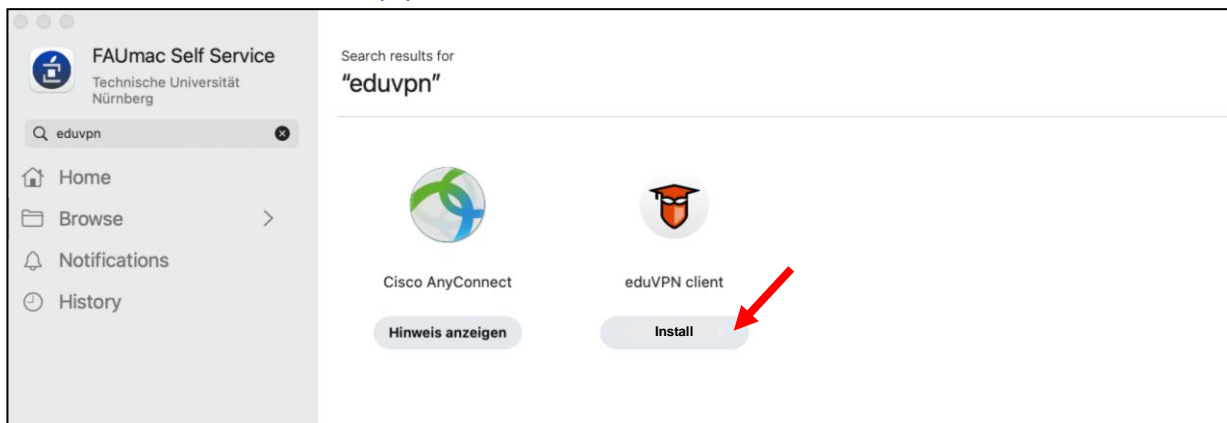 FAUmac Self Service
Technische Universität
Nürnberg
eduvpn
Home
Browse
Notifications
History
Search results for
“eduvpn”
Cisco AnyConnect
eduVPN client
Hinweis anzeigen
Install